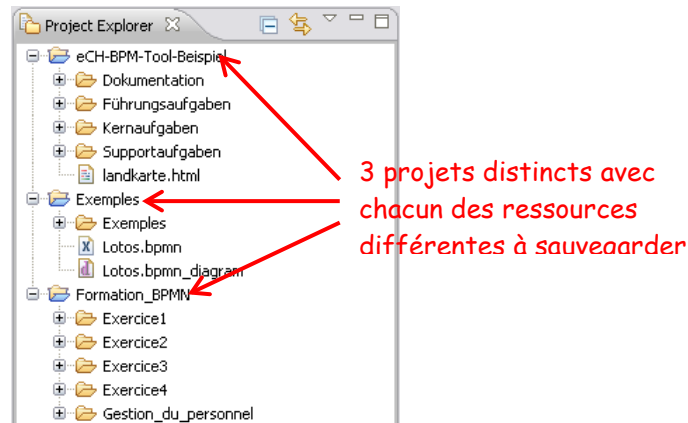 Project Explorer
eCH-BPM-Tool-Beispiel
Dokumentation
Führungsaufgaben
Kernaufgaben
Supportaufgaben
landkarte.html
Exemples
Exemples
Lotos.bpmn
Lotos.bpmn_diagram
Formation_BPMN
Exercice1
Exercice2
Exercice3
Exercice4
Gestion_du_personnel
3 projets distincts avec
chacun des ressources
différentes à sauvegarder